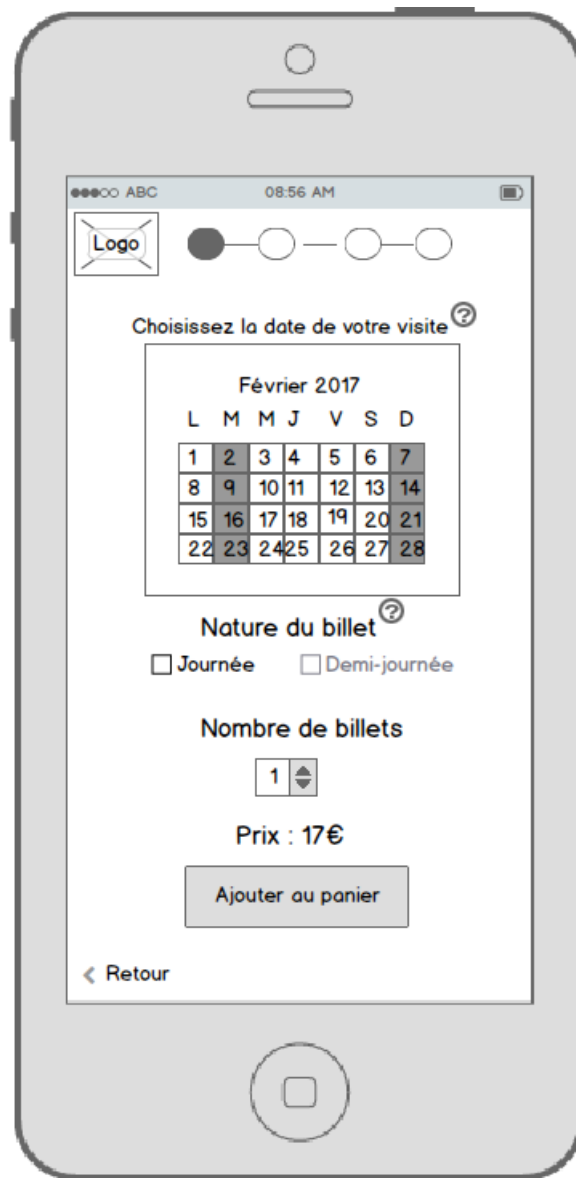 ABC 08:56 AM
Logo
Choisissez la date de votre visite ?
Février 2017
L M M J V S D
1 2 3 4 5 6 7
8 9 10 11 12 13 14
15 16 17 18 19 20 21
22 23 24 25 26 27 28
Nature du billet ?
Journée Demi-journée
Nombre de billets
1
Prix : 17€
Ajouter au panier
< Retour